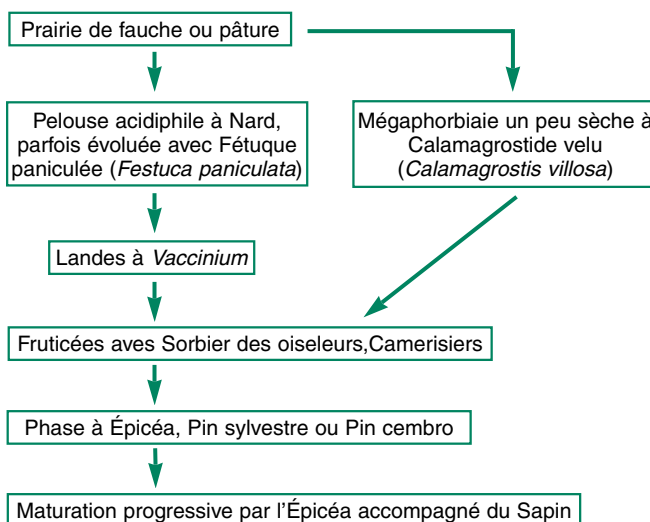 Prairie de fauche ou pâture
Pelouse acidiphile à Nard,
parfois évoluée avec Fétuque
paniculée (Festuca paniculata)
Mégaphorbiaie un peu sèche à
Calamagrostide velu
(Calamagrostis villosa)
Landes à Vaccinium
Fruticées aves Sorbier des oiseleurs,Camerisiers
Phase à Épicéa, Pin sylvestre ou Pin cembro
Maturation progressive par l'Épicéa accompagné du Sapin